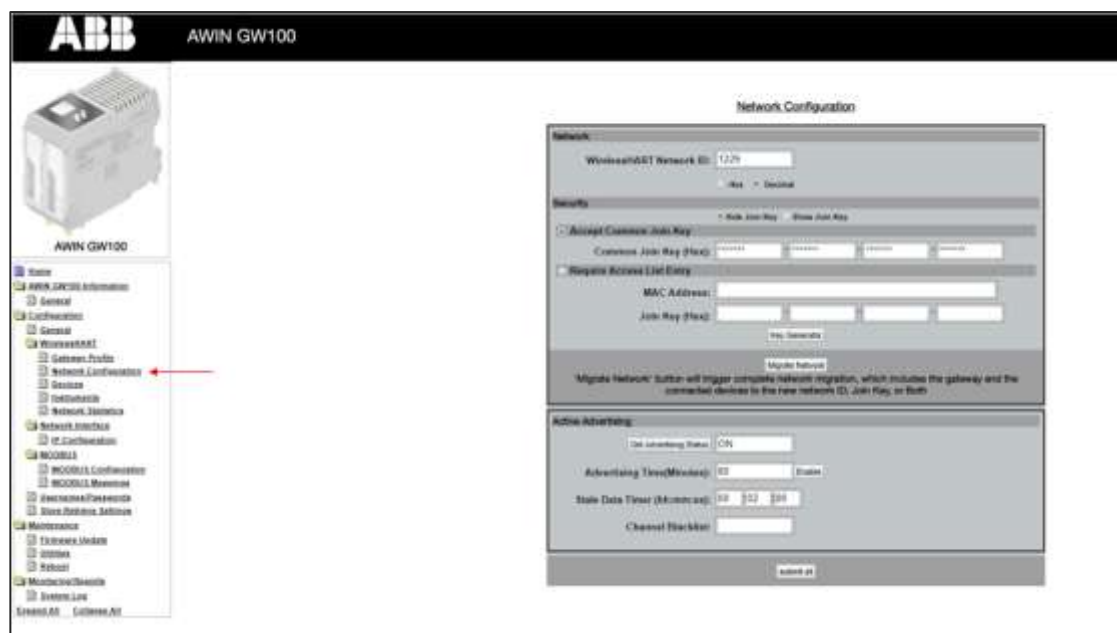 ABB
AWIN GW100
AWIN GW100
Home
AWIN GW100 Information
General
Configuration
General
WirelessHART
Gateway Profile
Network Configuration
Devices
Instruments
Network Statistics
Network Interface
IP Configuration
MODBUS
MODBUS Configuration
MODBUS Mappings
Usernames/Passwords
Store Retrieve Settings
Maintenance
Firmware Update
Utilities
Reboot
Monitoring/Reports
System Log
Expand All Collapse All
Network Configuration
Network
WirelessHART Network ID: 1229
Hex Decimal
Security
Hide Join Key Show Join Key
Accept Common Join Key
Common Join Key (Hex):
Require Access List Entry
MAC Address:
Join Key (Hex):
Key Generate
Migrate Network
'Migrate Network' button will trigger complete network migration, which includes the gateway and the
connected devices to the new network ID, Join Key, or Both
Active Advertising
Get Advertising Status ON
Advertising Time(Minutes): Enable
Stale Data Timer (hh:mm:ss):
Channel Blacklist:
submit all